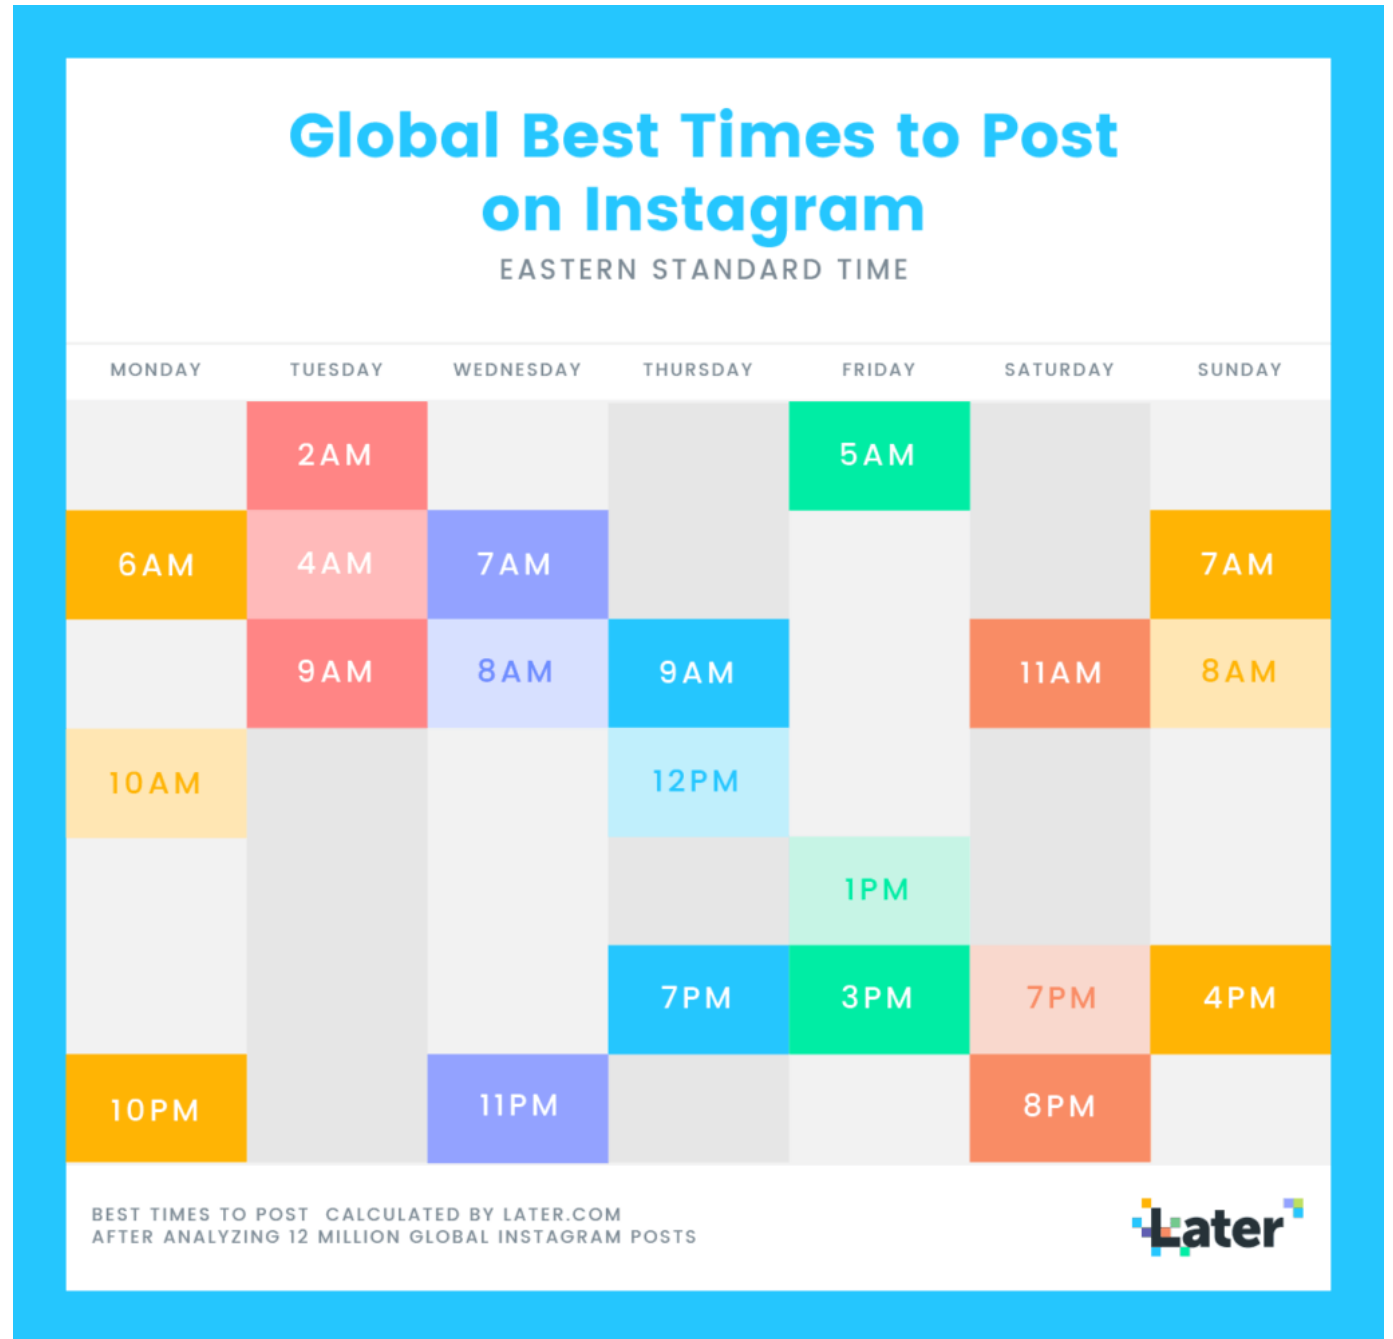 Global Best Times to Post
on Instagram
EASTERN STANDARD TIME
MONDAY TUESDAY WEDNESDAY THURSDAY FRIDAY SATURDAY SUNDAY
2AM 5AM
6AM 4AM 7AM 7AM
9AM 8AM 9AM 11AM 8AM
10AM 12PM
1PM
7PM 3PM 7PM 4PM
10PM 11PM 8PM
BEST TIMES TO POST CALCULATED BY LATER.COM
AFTER ANALYZING 12 MILLION GLOBAL INSTAGRAM POSTS
Later